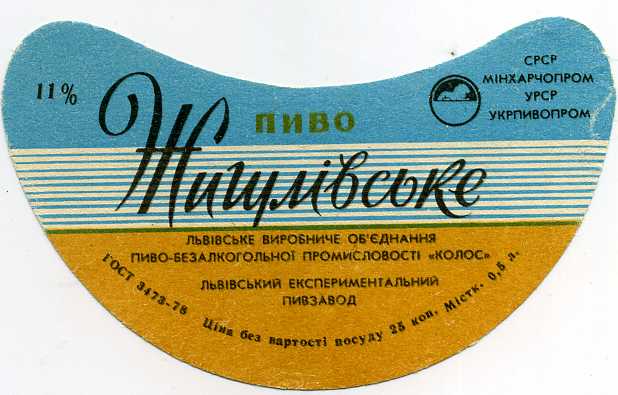 11%
ПИВО
Жигулівське
СРСР
МІНХАРЧОПРОМ
УРСР
УКРПИВОПРОМ
ЛЬВІВСЬКЕ ВИРОБНИЧЕ ОБ'ЄДНАННЯ
ПИВО-БЕЗАЛКОГОЛЬНОЇ ПРОМИСЛОВОСТІ «КОЛОС»
ЛЬВІВСЬКИЙ ЕКСПЕРИМЕНТАЛЬНИЙ
ПИВЗАВОД
ГОСТ 3473-78 Ціна без вартості посуду 25 коп. Містк. 0,5 л.